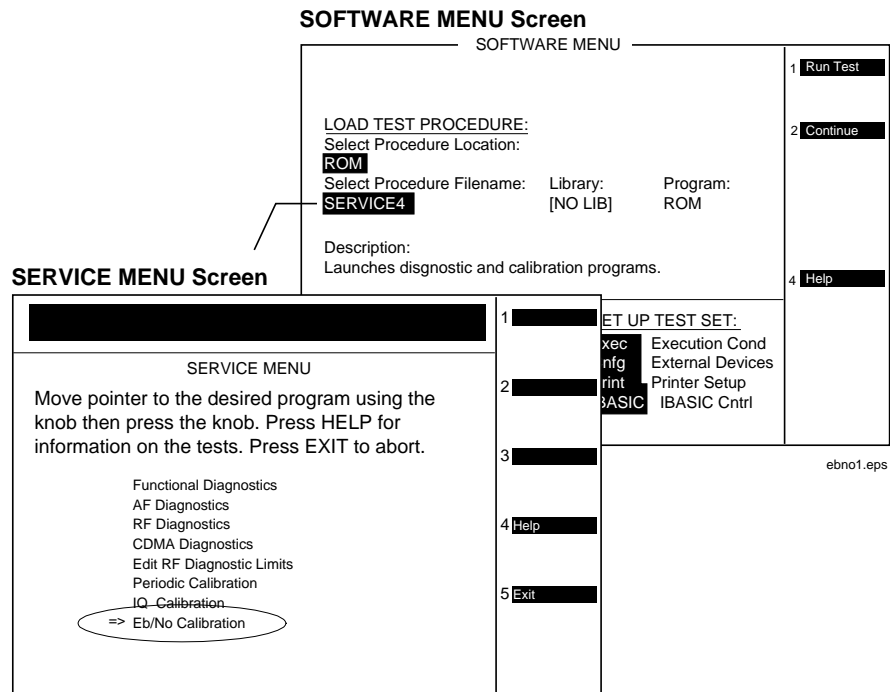 SOFTWARE MENU Screen
SOFTWARE MENU
1 Run Test
2 Continue
4 Help
LOAD TEST PROCEDURE:
Select Procedure Location:
ROM
Select Procedure Filename: Library: Program:
SERVICE4 [NO LIB] ROM
Description:
Launches disgnostic and calibration programs.
ET UP TEST SET:
xec Execution Cond
nfg External Devices
rint Printer Setup
BASIC IBASIC Cntrl
ebno1.eps
SERVICE MENU Screen
SERVICE MENU
Move pointer to the desired program using the
knob then press the knob. Press HELP for
information on the tests. Press EXIT to abort.
Functional Diagnostics
AF Diagnostics
RF Diagnostics
CDMA Diagnostics
Edit RF Diagnostic Limits
Periodic Calibration
IQ Calibration
=> Eb/No Calibration
1
2
3
4 Help
5 Exit